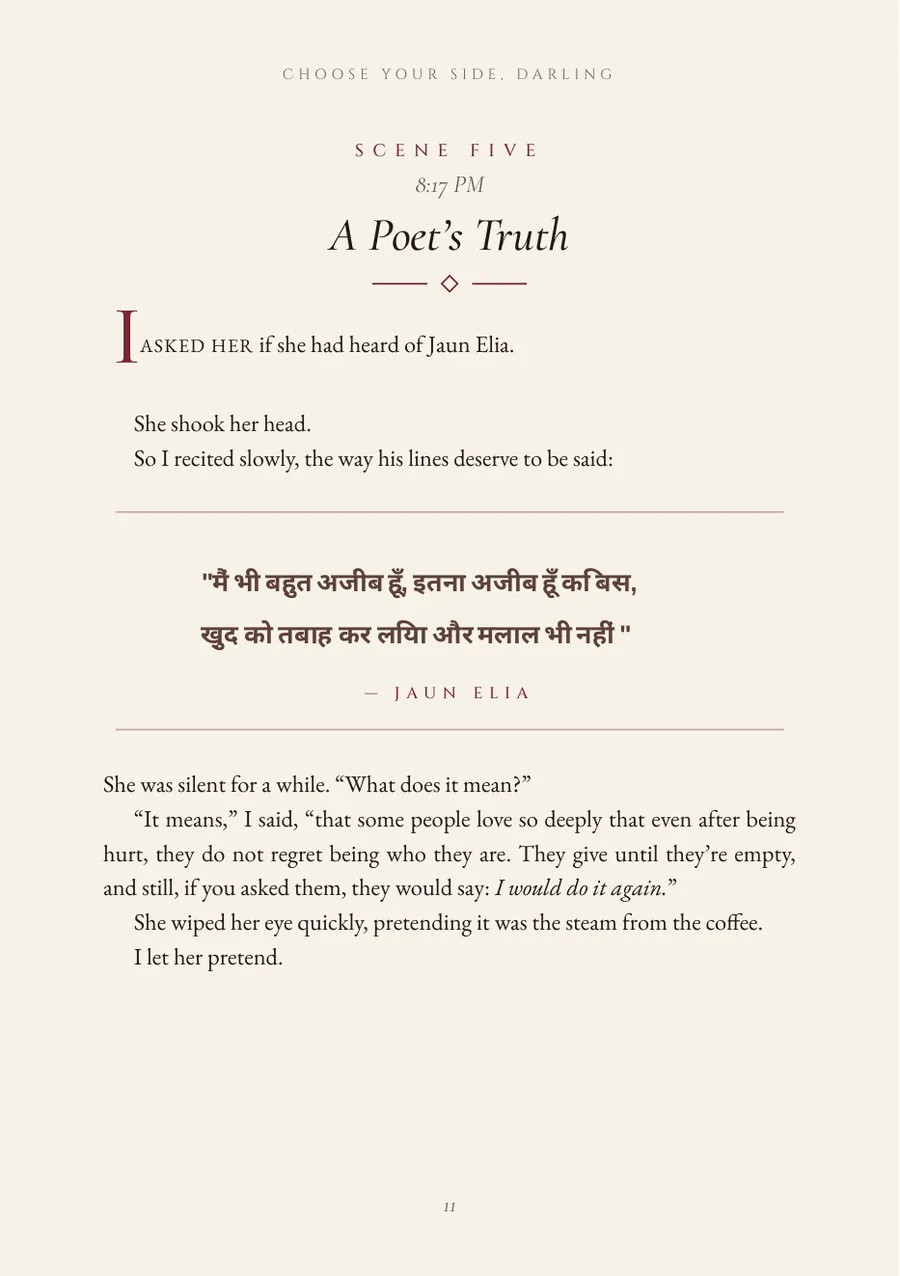 CHOOSE YOUR SIDE, DARLING
SCENE FIVE
8:17 PM
A Poet’s Truth
I ASKED HER if she had heard of Jaun Elia.
She shook her head.
So I recited slowly, the way his lines deserve to be said:
"मैं भी बहुत अजीब हूँ, इतना अजीब हूँ कि बस,
खुद को तबाह कर लिया और मलाल भी नहीं "
— JAUN ELIA
She was silent for a while. “What does it mean?”
“It means,” I said, “that some people love so deeply that even after being
hurt, they do not regret being who they are. They give until they’re empty,
and still, if you asked them, they would say: I would do it again.”
She wiped her eye quickly, pretending it was the steam from the coffee.
I let her pretend.
11